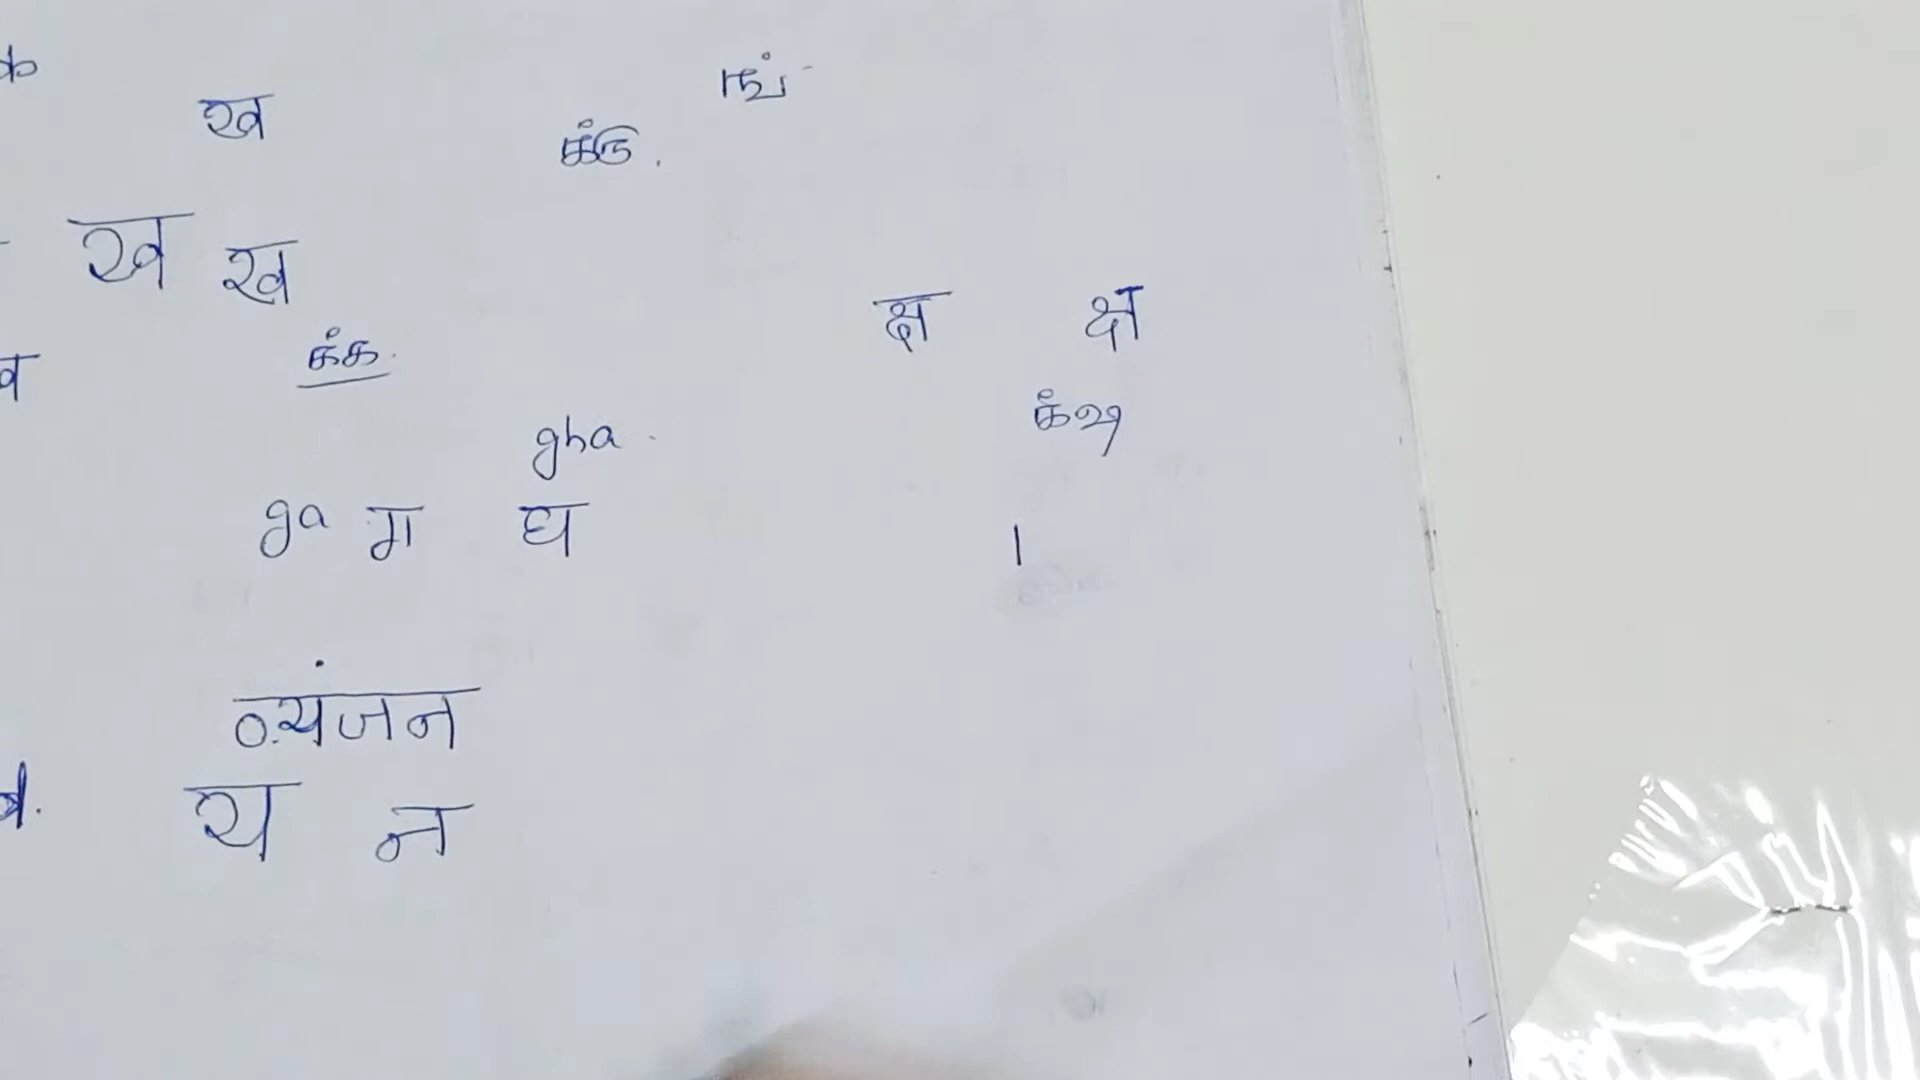 ங்
ख
க்கு.
ख ख
क्ष क्ष
க்க.
க்ஷ
gha
ga ग घ
।
व्यंजन
य न